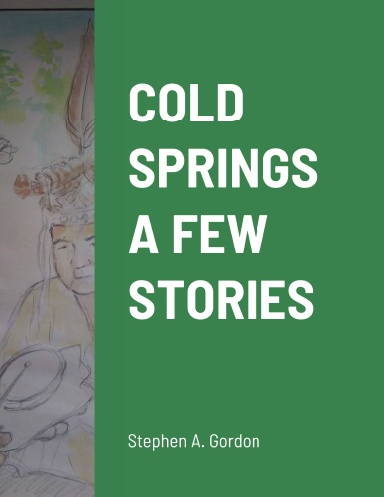 COLD
SPRINGS
A FEW
STORIES
Stephen A. Gordon